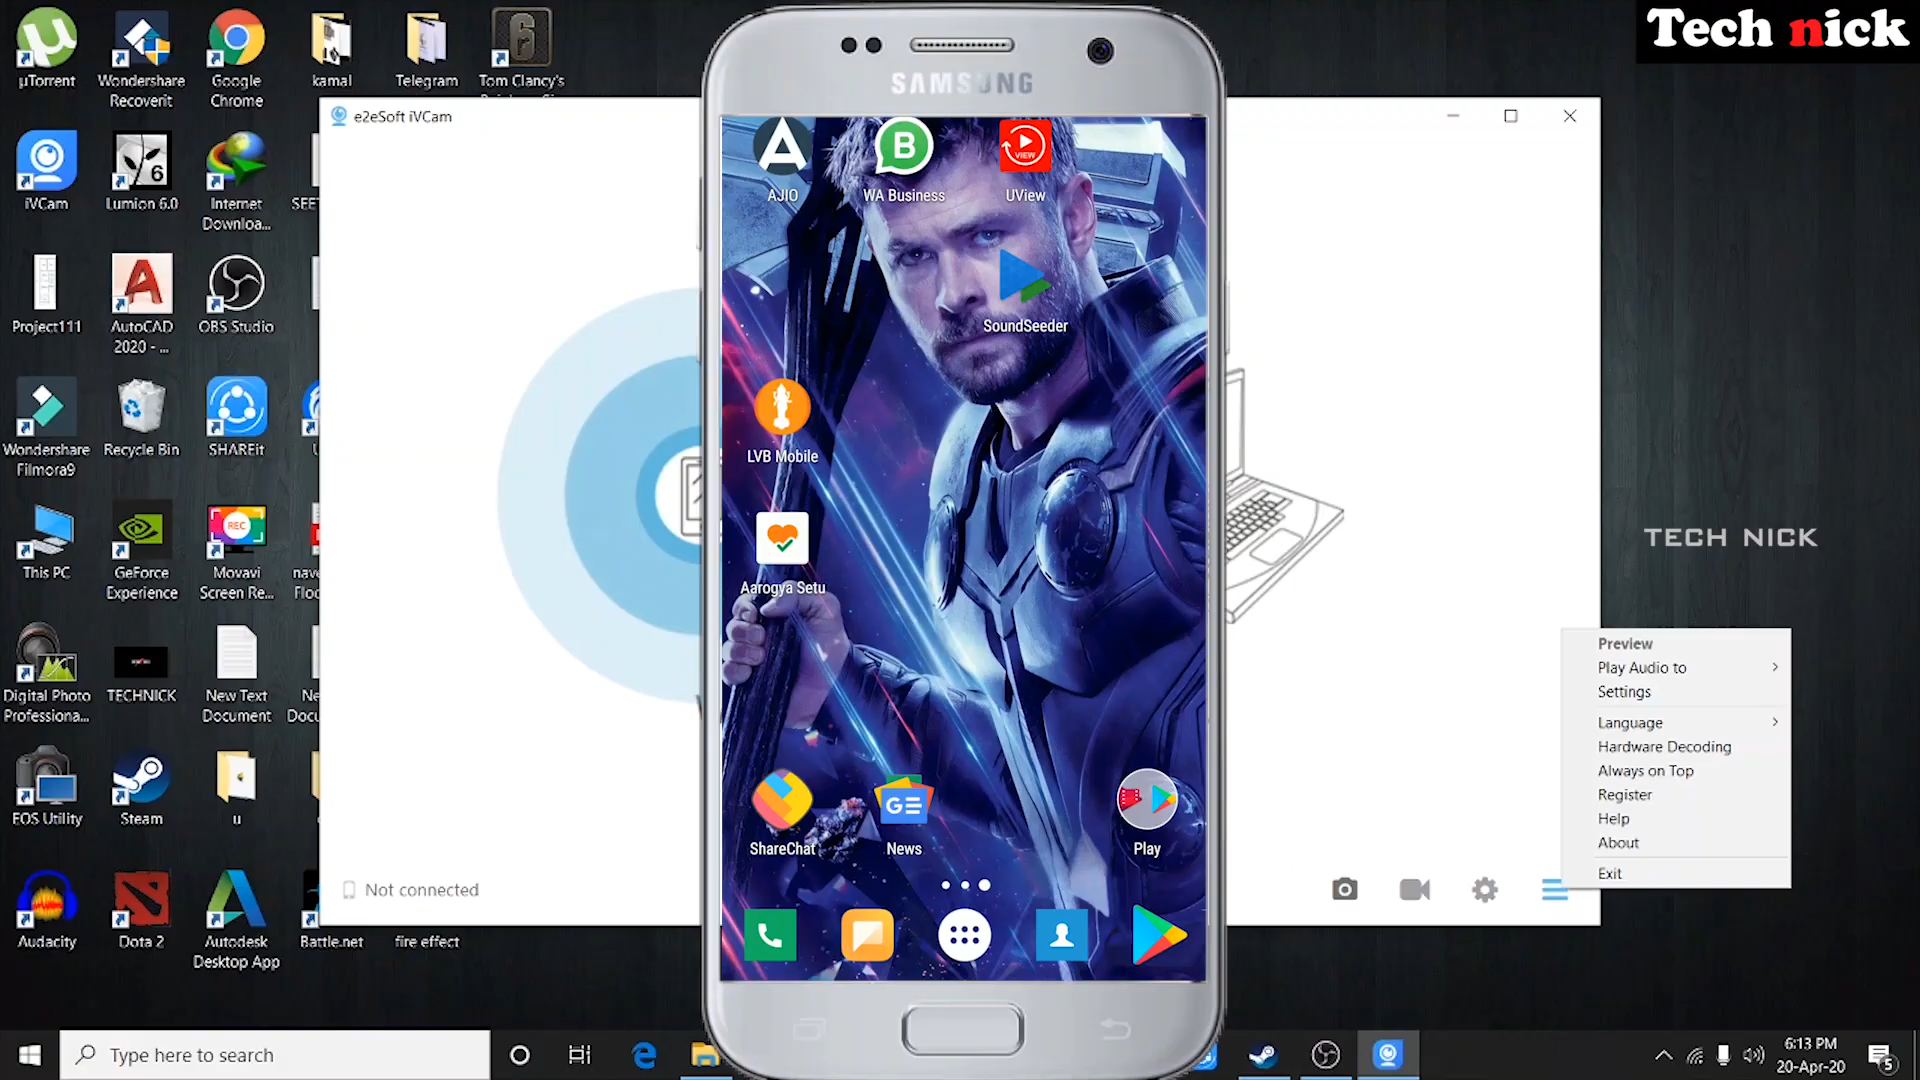 Tech nick
µTorrent
Wondershare
Recoverit
Google
Chrome
kamal
Telegram
Tom Clancy's
e2eSoft iVCam
SAMSUNG
iVCam
Lumion 6.0
Internet
Downloa...
AJIO
WA Business
VIEW
UView
SoundSeeder
Project111
AutoCAD
2020 - ...
OBS Studio
Wondershare
Filmora9
Recycle Bin
SHAREit
LVB Mobile
This PC
GeForce
Experience
REC
Movavi
Screen Re...
Aarogya Setu
TECH NICK
Digital Photo
Professiona...
TECHNICK
New Text
Document
Preview
Play Audio to
Settings
Language
Hardware Decoding
Always on Top
Register
Help
About
Exit
EOS Utility
Steam
u
ShareChat
News
Play
Not connected
Audacity
Dota 2
Autodesk
Desktop App
Battle.net
fire effect
Type here to search
6:13 PM
20-Apr-20
5